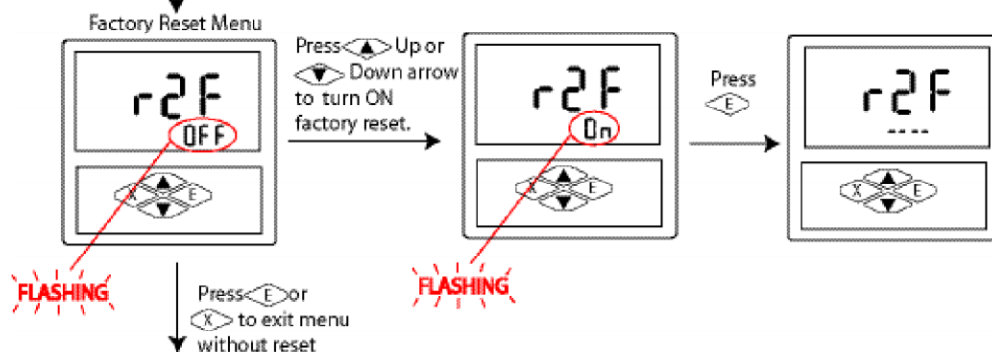 Factory Reset Menu
r2F
OFF
X E
FLASHING
Press ▲ Up or
▼ Down arrow
to turn ON
factory reset.
r2F
On
X E
FLASHING
Press
E
r2F
----
X E
Press E or
X to exit menu
without reset